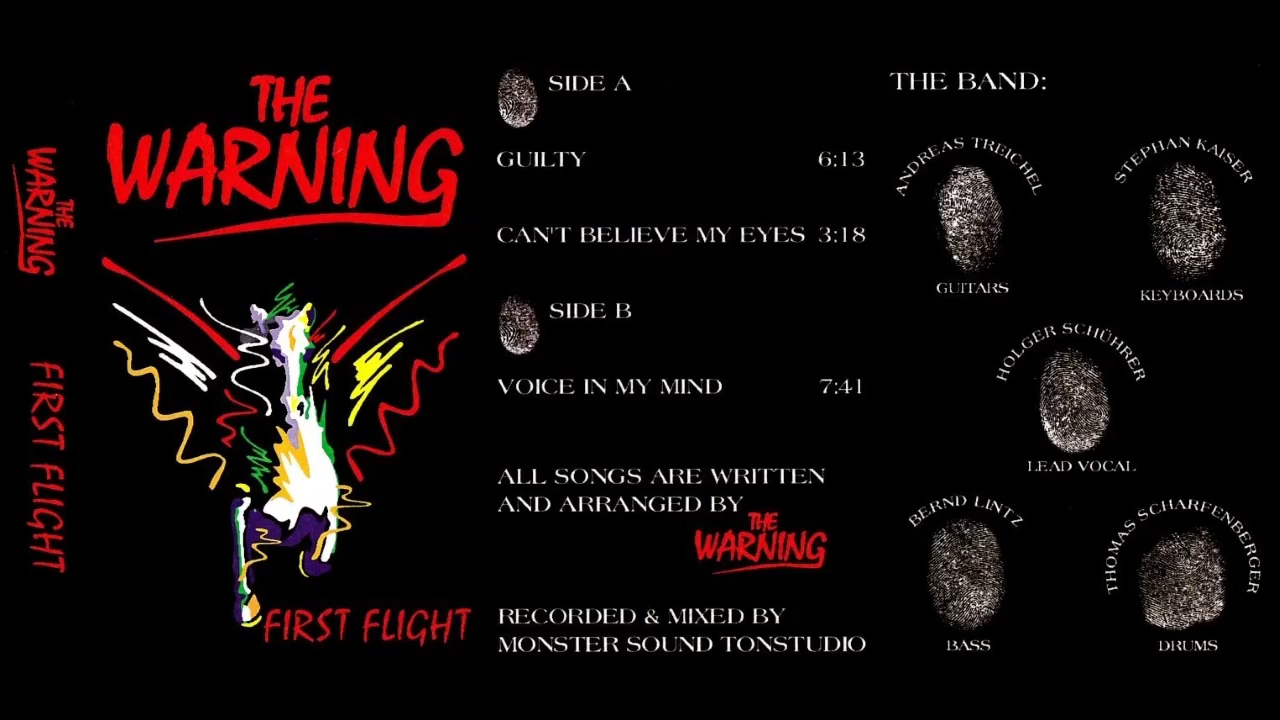 THE
WARNING
FIRST FLIGHT
THE
WARNING
FIRST FLIGHT
SIDE A
GUILTY 6:13
CAN'T BELIEVE MY EYES 3:18
SIDE B
VOICE IN MY MIND 7:41
ALL SONGS ARE WRITTEN
AND ARRANGED BY
THE
WARNING
RECORDED & MIXED BY
MONSTER SOUND TONSTUDIO
THE BAND:
ANDREAS TREICHEL
GUITARS
STEPHAN KAISER
KEYBOARDS
HOLGER SCHÜHRER
LEAD VOCAL
BERND LINTZ
BASS
THOMAS SCHARFENBERGER
DRUMS